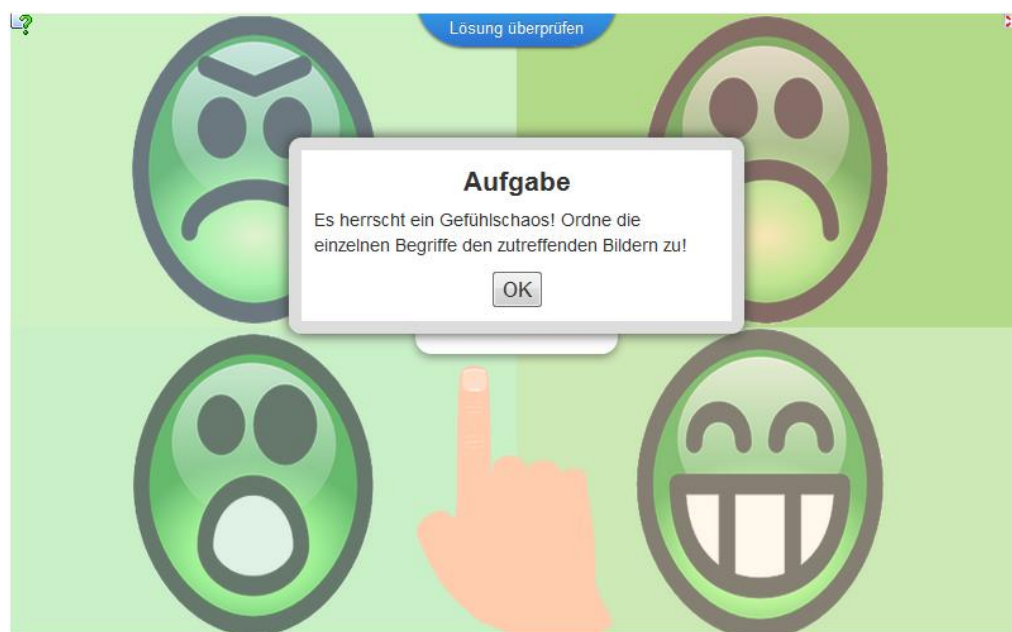 Lösung überprüfen
Aufgabe
Es herrscht ein Gefühlschaos! Ordne die
einzelnen Begriffe den zutreffenden Bildern zu!
OK